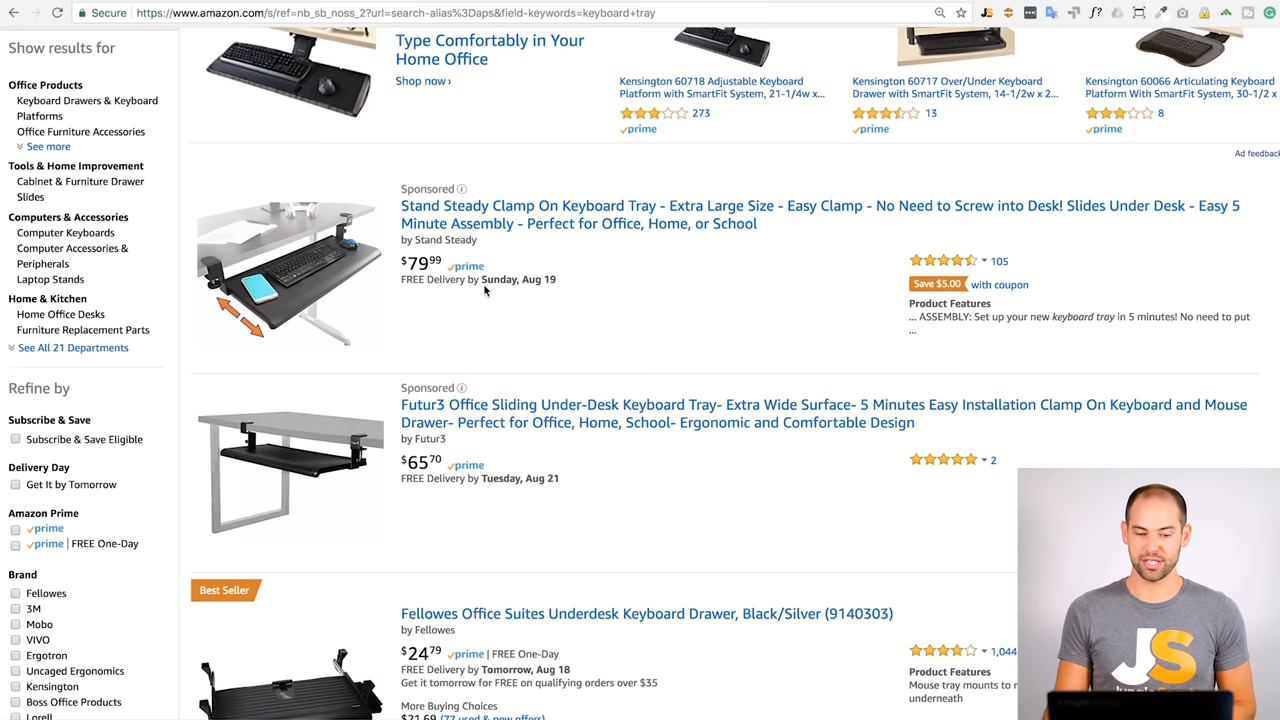 Secure
https://www.amazon.com/s/ref=nb_sb_noss_2?url=search-alias%3Daps&field-keywords=keyboard+tray
Show results for
Office Products
Keyboard Drawers & Keyboard
Platforms
Office Furniture Accessories
See more
Tools & Home Improvement
Cabinet & Furniture Drawer
Slides
Computers & Accessories
Computer Keyboards
Computer Accessories &
Peripherals
Laptop Stands
Home & Kitchen
Home Office Desks
Furniture Replacement Parts
See All 21 Departments
Refine by
Subscribe & Save
Subscribe & Save Eligible
Delivery Day
Get It by Tomorrow
Amazon Prime
prime
prime | FREE One-Day
Brand
Fellowes
3M
Mobo
VIVO
Ergotron
Uncaged Ergonomics
Kensington
Boss Office Products
Lorell
Type Comfortably in Your
Home Office
Shop now ›
Kensington 60718 Adjustable Keyboard
Platform with SmartFit System, 21-1/4w x...
273
prime
Kensington 60717 Over/Under Keyboard
Drawer with SmartFit System, 14-1/2w x 2...
13
prime
Kensington 60066 Articulating Keyboard
Platform With SmartFit System, 30-1/2 x
8
prime
Ad feedback
Sponsored
Stand Steady Clamp On Keyboard Tray - Extra Large Size - Easy Clamp - No Need to Screw into Desk! Slides Under Desk - Easy 5
Minute Assembly - Perfect for Office, Home, or School
by Stand Steady
$79.99 prime
FREE Delivery by Sunday, Aug 19
105
Save $5.00 with coupon
Product Features
... ASSEMBLY: Set up your new keyboard tray in 5 minutes! No need to put
...
Sponsored
Futur3 Office Sliding Under-Desk Keyboard Tray- Extra Wide Surface- 5 Minutes Easy Installation Clamp On Keyboard and Mouse
Drawer- Perfect for Office, Home, School- Ergonomic and Comfortable Design
by Futur3
$65.70 prime
FREE Delivery by Tuesday, Aug 21
2
Best Seller
Fellowes Office Suites Underdesk Keyboard Drawer, Black/Silver (9140303)
by Fellowes
$24.79 prime | FREE One-Day
FREE Delivery by Tomorrow, Aug 18
Get it tomorrow for FREE on qualifying orders over $35
More Buying Choices
$21.69 (77 used & new offers)
1,044
Product Features
Mouse tray mounts to
underneath
JS
Jungle